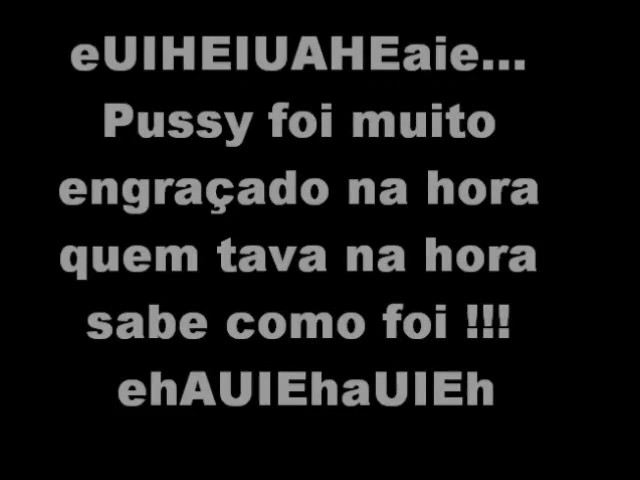 eUIHEIUAHEaie...
Pussy foi muito
engraçado na hora
quem tava na hora
sabe como foi !!!
ehAUIEhaUIEh